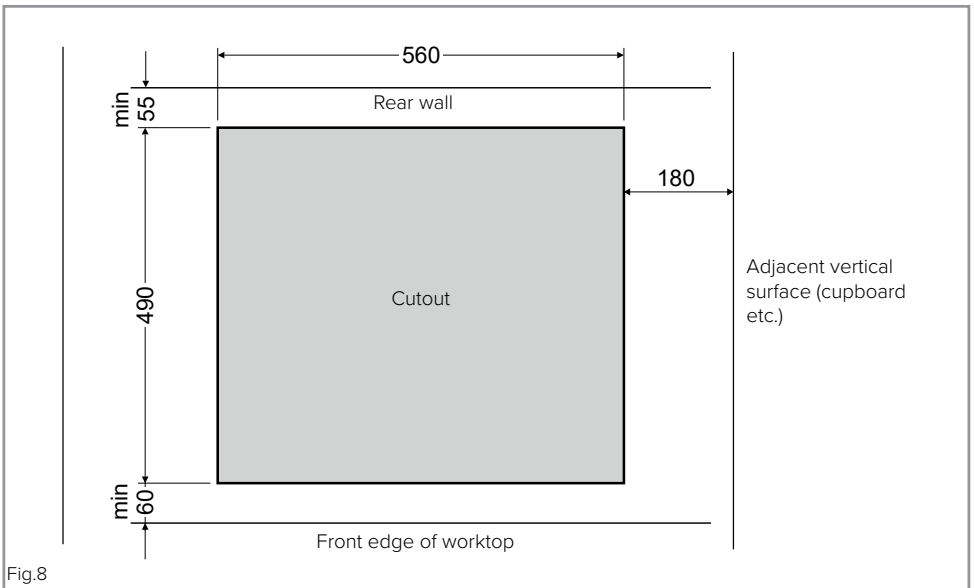 560
min
55
Rear wall
180
Adjacent vertical
surface (cupboard
etc.)
490
Cutout
min
60
Front edge of worktop
Fig.8